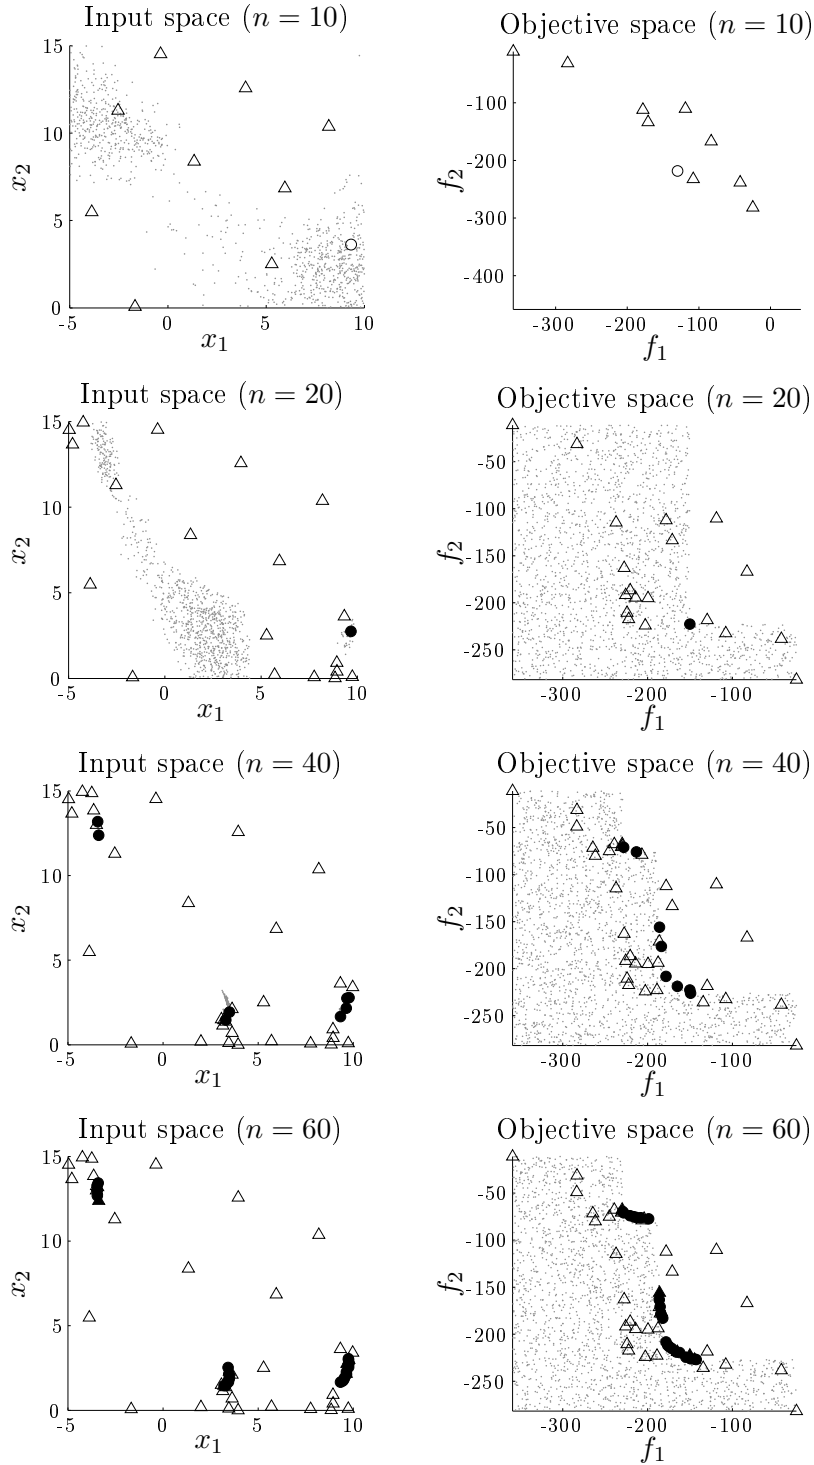 Input space (n = 10)
15
10
5
0
-5
0
5
10
x₂
x₁
Objective space (n = 10)
-100
-200
-300
-400
-300
-200
-100
0
f₂
f₁
Input space (n = 20)
15
10
5
0
-5
0
5
10
x₂
x₁
Objective space (n = 20)
-50
-100
-150
-200
-250
-300
-200
-100
f₂
f₁
Input space (n = 40)
15
10
5
0
-5
0
5
10
x₂
x₁
Objective space (n = 40)
-50
-100
-150
-200
-250
-300
-200
-100
f₂
f₁
Input space (n = 60)
15
10
5
0
-5
0
5
10
x₂
x₁
Objective space (n = 60)
-50
-100
-150
-200
-250
-300
-200
-100
f₂
f₁